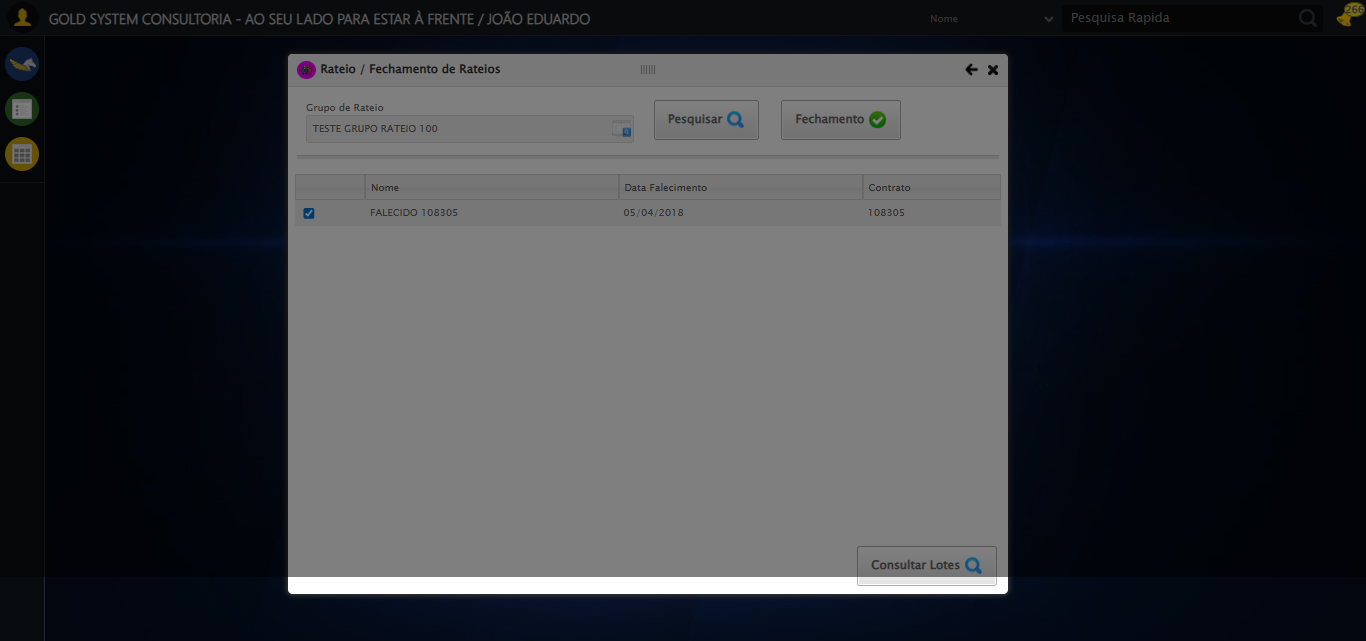 GOLD SYSTEM CONSULTORIA - AO SEU LADO PARA ESTAR À FRENTE / JOÃO EDUARDO
Nome
Pesquisa Rapida
266
Rateio / Fechamento de Rateios
Grupo de Rateio
TESTE GRUPO RATEIO 100
Pesquisar
Fechamento
Nome Data Falecimento Contrato
FALECIDO 108305 05/04/2018 108305
Consultar Lotes